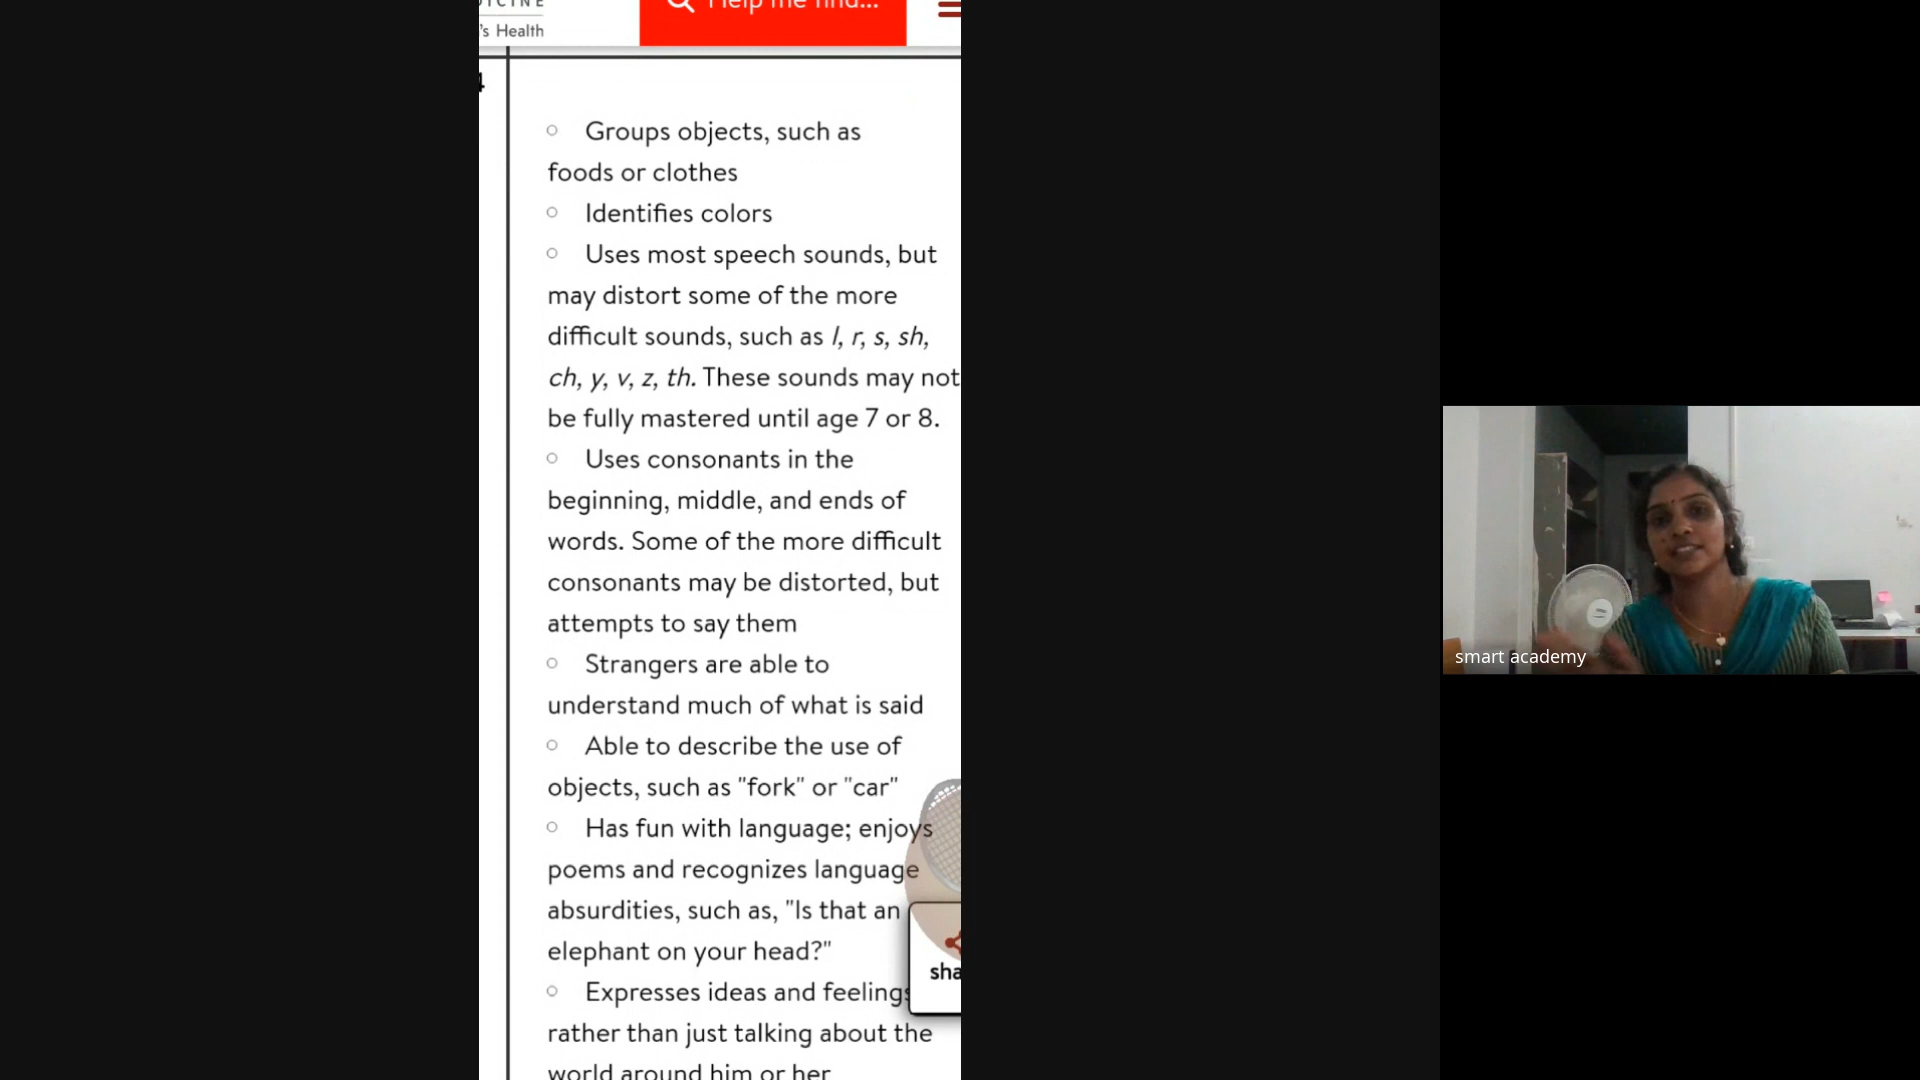 's Health
Help me find...
Groups objects, such as
foods or clothes
Identifies colors
Uses most speech sounds, but
may distort some of the more
difficult sounds, such as l, r, s, sh,
ch, y, v, z, th. These sounds may not
be fully mastered until age 7 or 8.
Uses consonants in the
beginning, middle, and ends of
words. Some of the more difficult
consonants may be distorted, but
attempts to say them
Strangers are able to
understand much of what is said
Able to describe the use of
objects, such as "fork" or "car"
Has fun with language; enjoys
poems and recognizes language
absurdities, such as, "Is that an
elephant on your head?"
Expresses ideas and feelings
rather than just talking about the
world around him or her
sha
smart academy